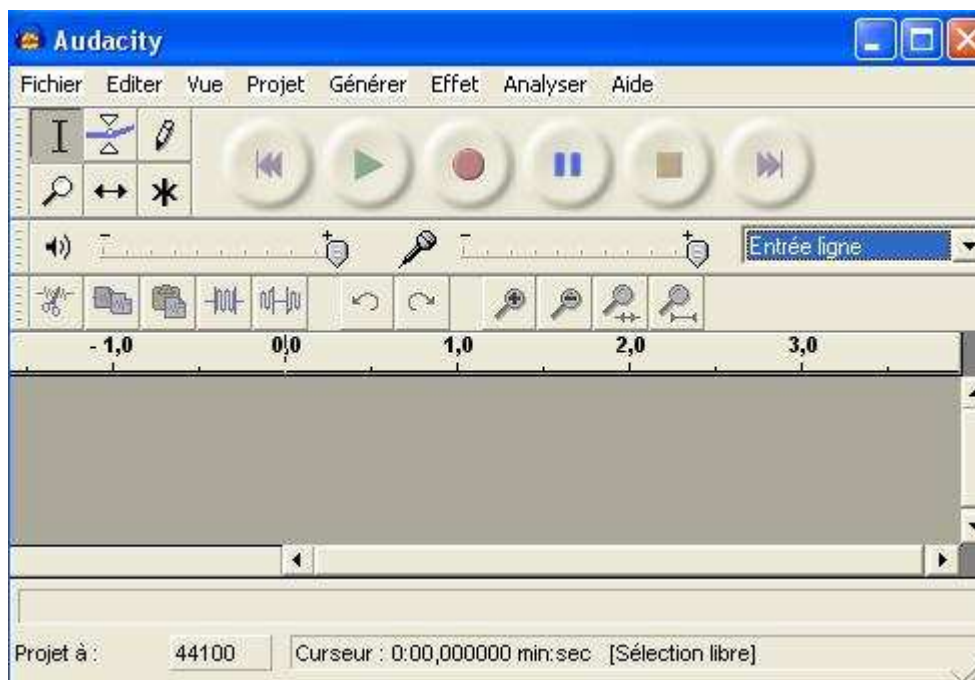 Audacity
Fichier Editer Vue Projet Générer Effet Analyser Aide
Entrée ligne
- 1,0 0,0 1,0 2,0 3,0
Projet à : 44100 Curseur : 0:00,000000 min:sec [Sélection libre]